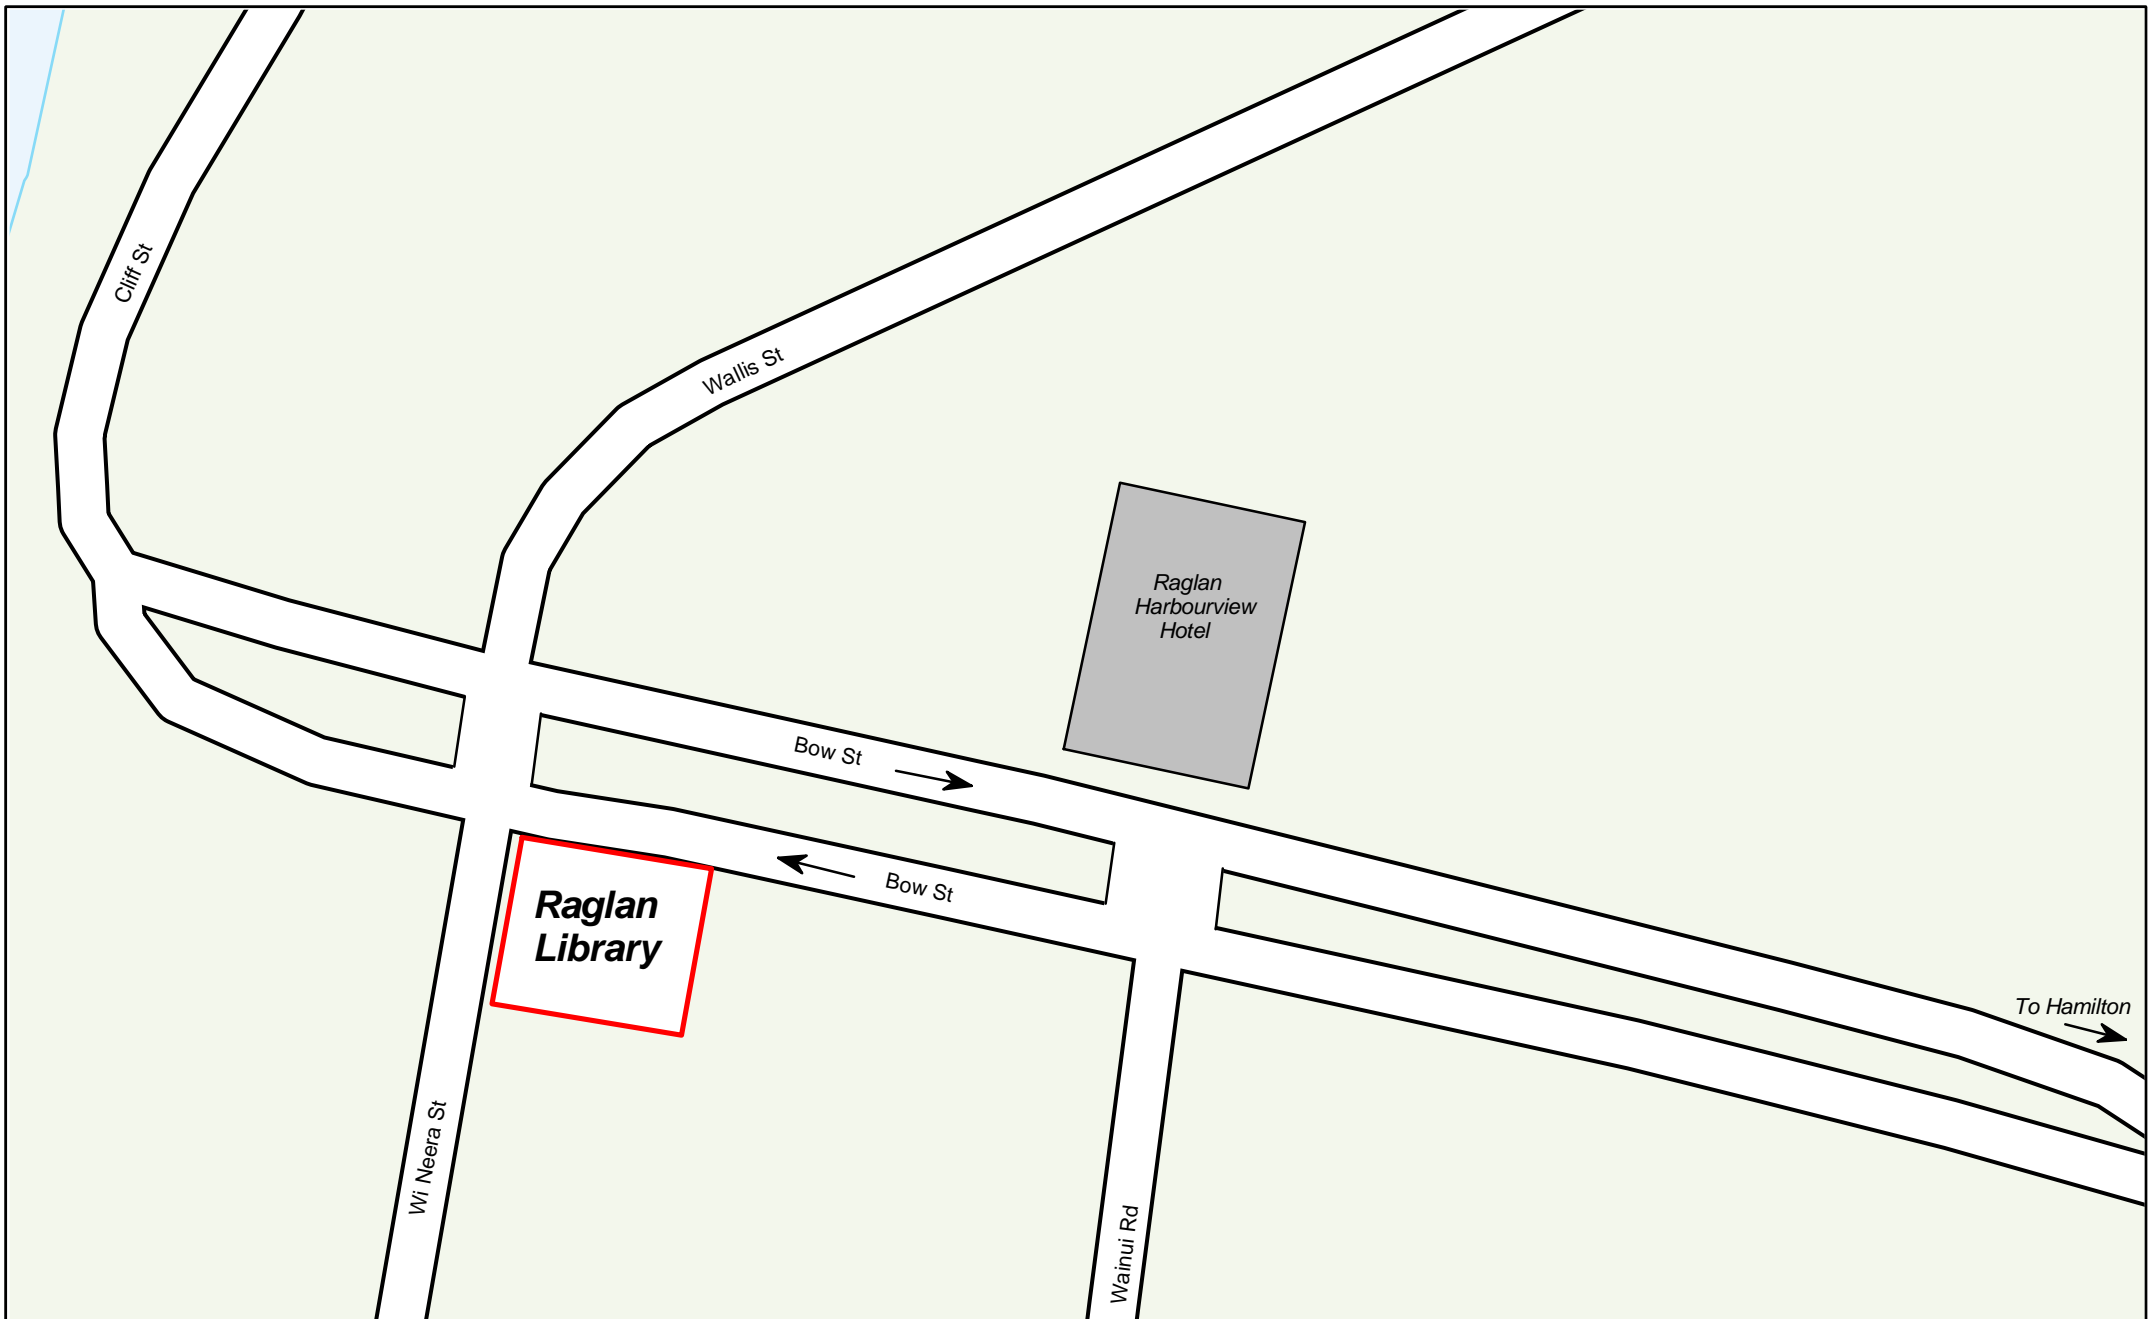 Cliff St
Wallis St
Raglan
Harbourview
Hotel
Bow St
Bow St
Raglan
Library
To Hamilton
Wi Neera St
Wainui Rd